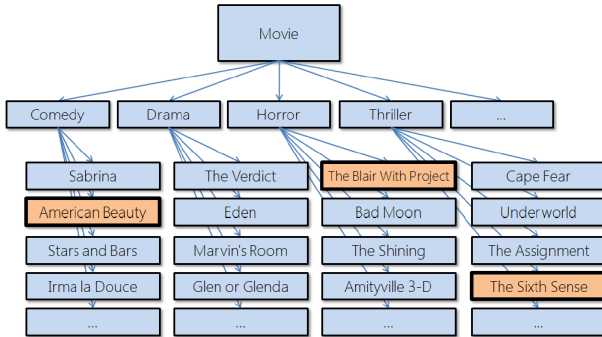 Movie
Comedy
Drama
Horror
Thriller
...
Sabrina
The Verdict
The Blair With Project
Cape Fear
American Beauty
Eden
Bad Moon
Underworld
Stars and Bars
Marvin's Room
The Shining
The Assignment
Irma la Douce
Glen or Glenda
Amityville 3-D
The Sixth Sense
...
...
...
...